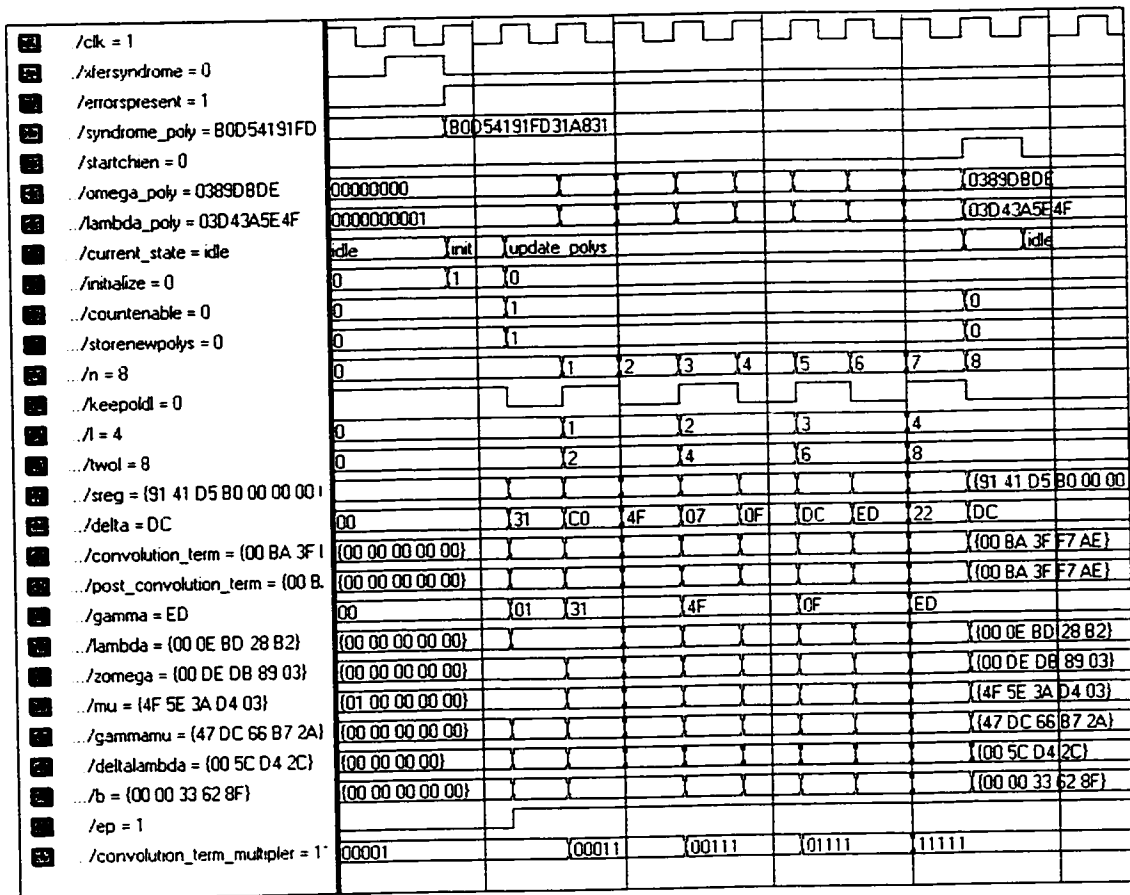 /clk = 1
./xfersyndrome = 0
/errorspresent = 1
./syndrome_poly = B0D54191FD B0D54191FD31A831
/startchien = 0
./omega_poly = 0389DBDE 00000000 0389DBDE
./lambda_poly = 03D43A5E4F 0000000001 03D43A5E4F
/current_state = idle idle init update_polys idle
../initialize = 0 0 1 0
../countenable = 0 0 1 0
../storenewpolys = 0 0 1 0
../n = 8 0 1 2 3 4 5 6 7 8
../keepoldl = 0
../l = 4 0 1 2 3 4
.../twol = 8 0 2 4 6 8
../sreg = {91 41 D5 B0 00 00 00 {91 41 D5 B0 00 00 00
../delta = DC 00 31 C0 4F 07 0F DC ED 22 DC
../convolution_term = {00 BA 3F {00 00 00 00 00} {00 BA 3F F7 AE}
../post_convolution_term = {00 B. {00 00 00 00 00} {00 BA 3F F7 AE}
../gamma = ED 00 01 31 4F 0F ED
../lambda = {00 0E BD 28 B2} {00 00 00 00 00} {00 0E BD 28 B2}
../zomega = {00 DE DB 89 03} {00 00 00 00 00} {00 DE DB 89 03}
../mu = {4F 5E 3A D4 03} {01 00 00 00 00} {4F 5E 3A D4 03}
../gammamu = {47 DC 66 B7 2A} {00 00 00 00 00} {47 DC 66 B7 2A}
../deltalambda = {00 5C D4 2C} {00 00 00 00} {00 5C D4 2C}
.../b = {00 00 33 62 8F} {00 00 00 00 00} {00 00 33 62 8F}
/ep = 1
../convolution_term_multipler = 1 00001 00011 00111 01111 11111